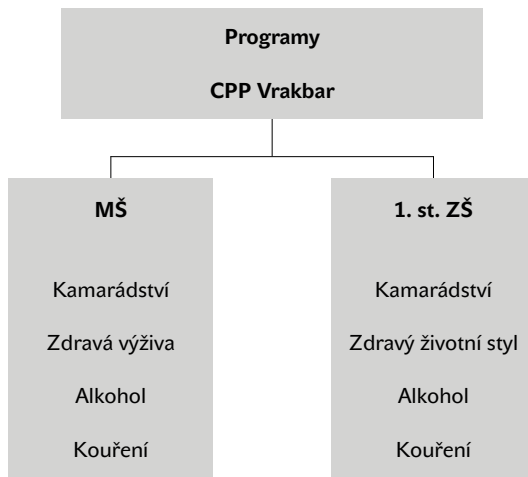 Programy
CPP Vrakbar
MŠ
Kamarádství
Zdravá výživa
Alkohol
Kouření
1. st. ZŠ
Kamarádství
Zdravý životní styl
Alkohol
Kouření